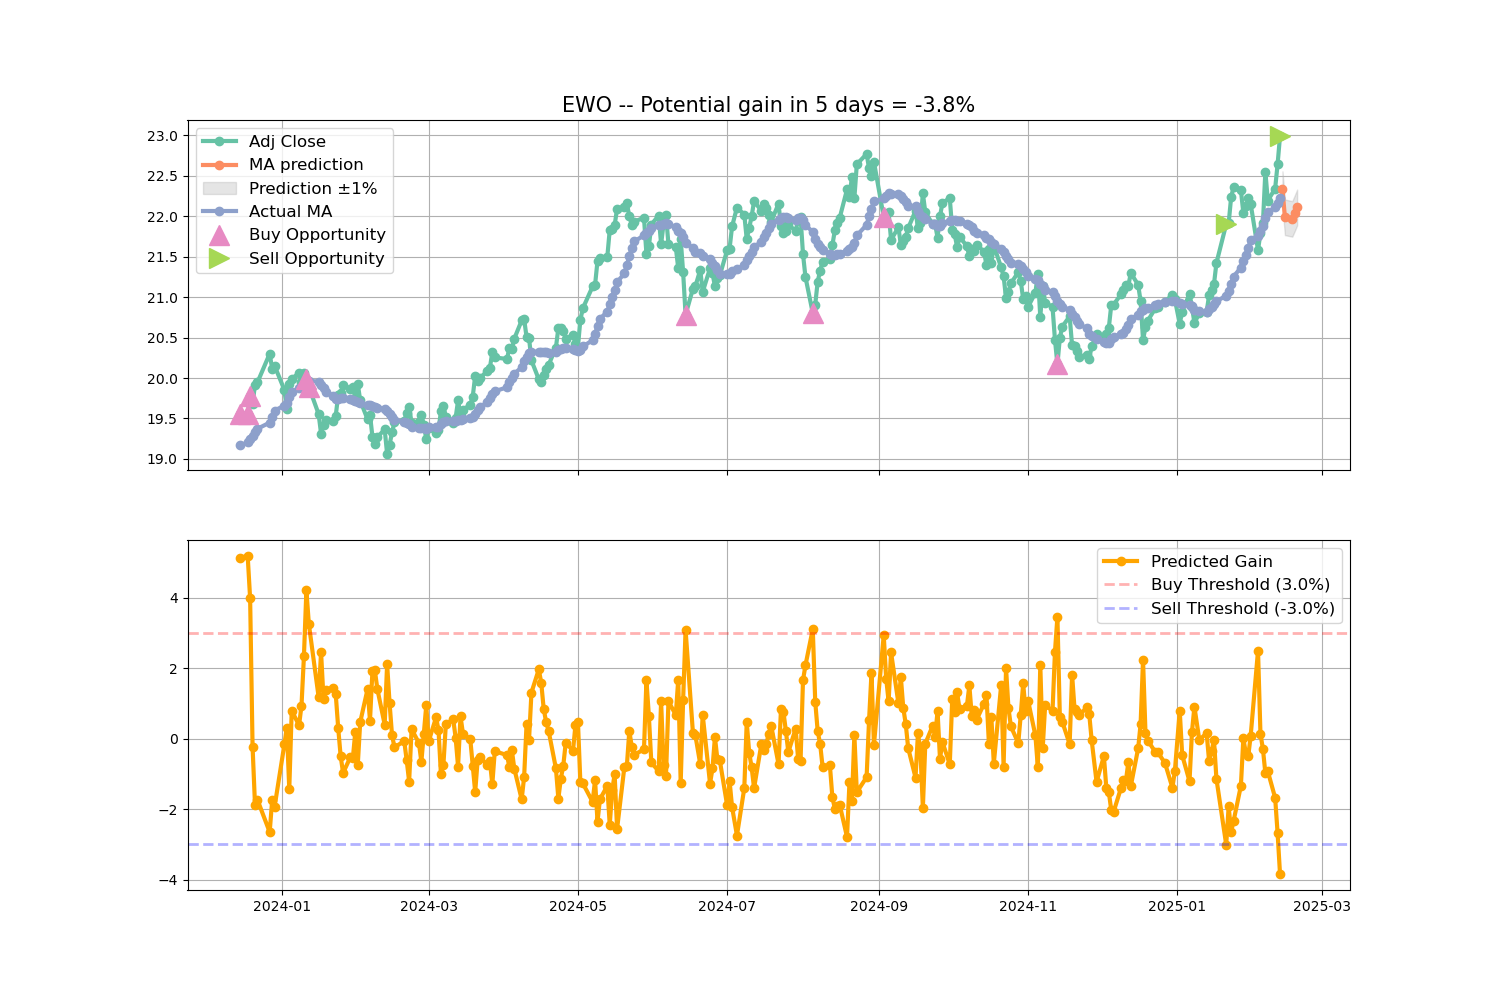 EWO -- Potential gain in 5 days = -3.8%
23.0
22.5
22.0
21.5
21.0
20.5
20.0
19.5
19.0
Adj Close
MA prediction
Prediction ±1%
Actual MA
Buy Opportunity
Sell Opportunity
4
2
0
−2
−4
Predicted Gain
Buy Threshold (3.0%)
Sell Threshold (-3.0%)
2024-01 2024-03 2024-05 2024-07 2024-09 2024-11 2025-01 2025-03